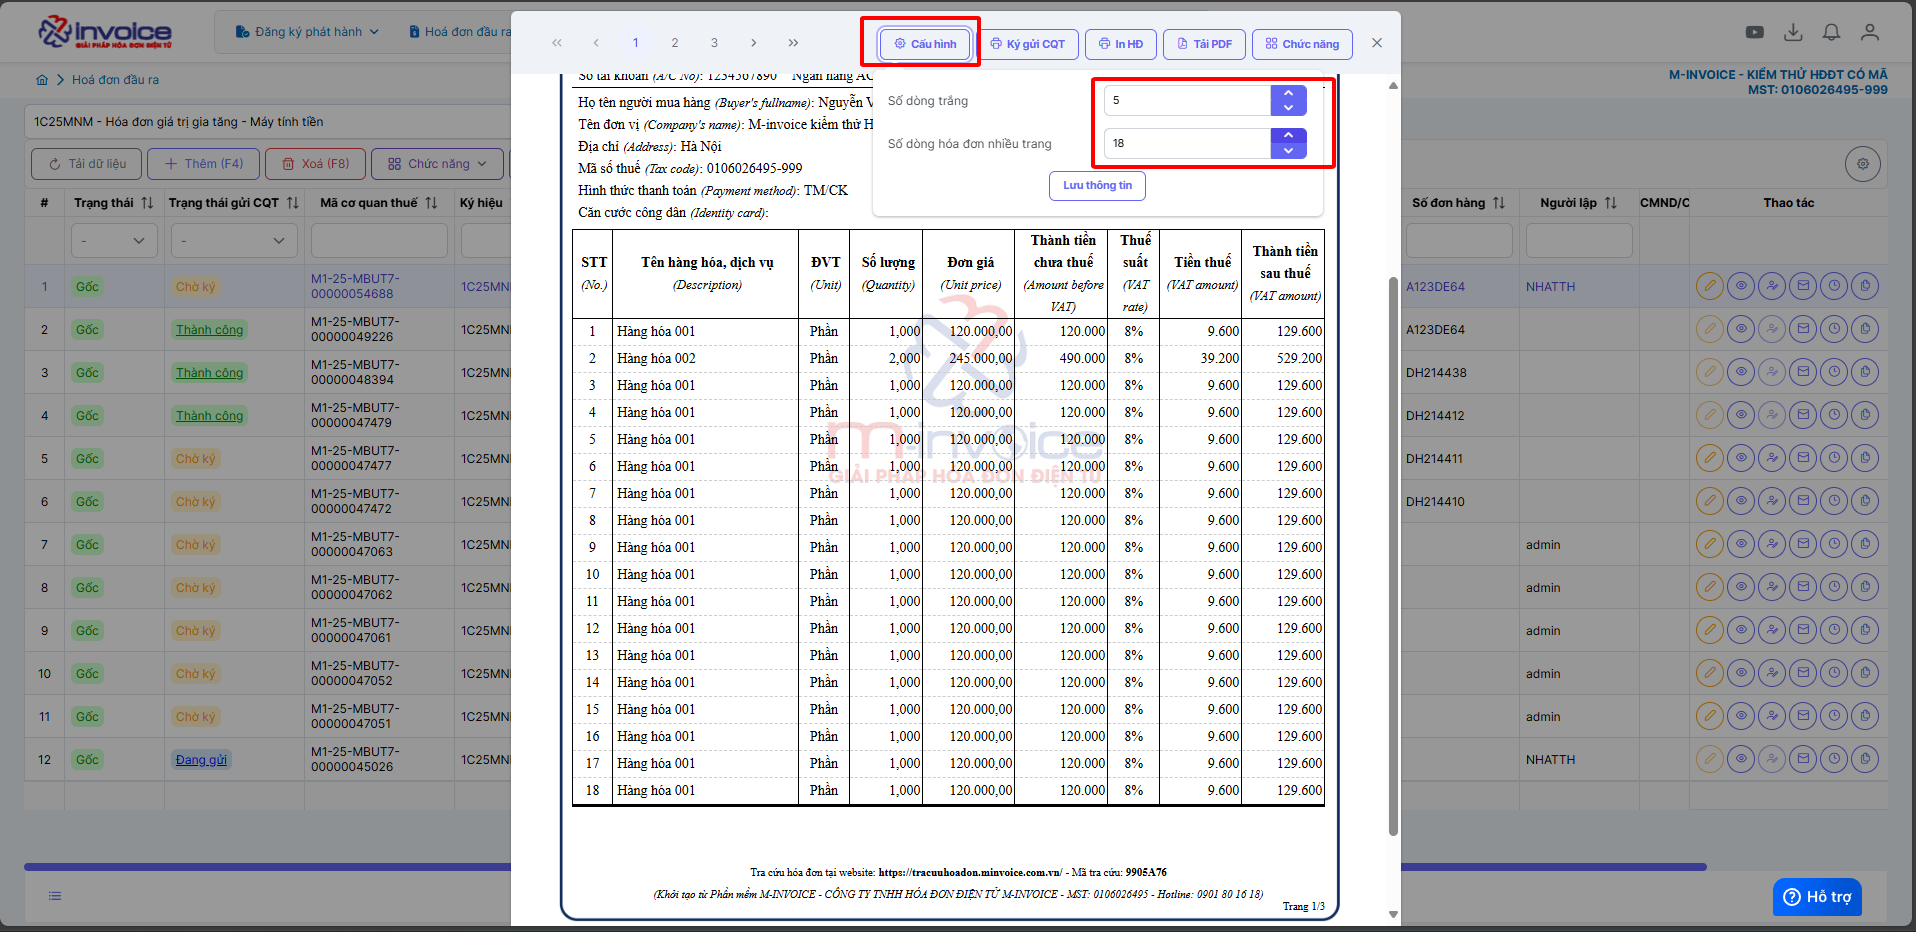 invoice
GIẢI PHÁP HÓA ĐƠN ĐIỆN TỬ
Đăng ký phát hành
Hoá đơn đầu ra
M-INVOICE - KIỂM THỬ HĐĐT CÓ MÃ
MST: 0106026495-999
Hoá đơn đầu ra
1C25MNM - Hóa đơn giá trị gia tăng - Máy tính tiền
Tải dữ liệu
Thêm (F4)
Xoá (F8)
Chức năng
# Trạng thái Trạng thái gửi CQT Mã cơ quan thuế Ký hiệu
- -
1 Gốc Chờ ký M1-25-MBUT7-00000054688 1C25MN
2 Gốc Thành công M1-25-MBUT7-00000049226 1C25MN
3 Gốc Thành công M1-25-MBUT7-00000048394 1C25MN
4 Gốc Thành công M1-25-MBUT7-00000047479 1C25MN
5 Gốc Chờ ký M1-25-MBUT7-00000047477 1C25MN
6 Gốc Chờ ký M1-25-MBUT7-00000047472 1C25MN
7 Gốc Chờ ký M1-25-MBUT7-00000047063 1C25MN
8 Gốc Chờ ký M1-25-MBUT7-00000047062 1C25MN
9 Gốc Chờ ký M1-25-MBUT7-00000047061 1C25MN
10 Gốc Chờ ký M1-25-MBUT7-00000047052 1C25MN
11 Gốc Chờ ký M1-25-MBUT7-00000047051 1C25MN
12 Gốc Đang gửi M1-25-MBUT7-00000045026 1C25MN
1 2 3
Cấu hình
Ký gửi CQT
In HĐ
Tải PDF
Chức năng
Số dòng trắng 5
Số dòng hóa đơn nhiều trang 18
Lưu thông tin
Số tài khoản (A/C No): 1234567890 Ngân hàng AC
Họ tên người mua hàng (Buyer's fullname): Nguyễn V
Tên đơn vị (Company's name): M-invoice kiểm thử H
Địa chỉ (Address): Hà Nội
Mã số thuế (Tax code): 0106026495-999
Hình thức thanh toán (Payment method): TM/CK
Căn cước công dân (Identity card):
STT (No.) Tên hàng hóa, dịch vụ (Description) ĐVT (Unit) Số lượng (Quantity) Đơn giá (Unit price) Thành tiền chưa thuế (Amount before VAT) Thuế suất (VAT rate) Tiền thuế (VAT amount) Thành tiền sau thuế (VAT amount)
1 Hàng hóa 001 Phần 1,000 120.000,00 120.000 8% 9.600 129.600
2 Hàng hóa 002 Phần 2,000 245.000,00 490.000 8% 39.200 529.200
3 Hàng hóa 001 Phần 1,000 120.000,00 120.000 8% 9.600 129.600
4 Hàng hóa 001 Phần 1,000 120.000,00 120.000 8% 9.600 129.600
5 Hàng hóa 001 Phần 1,000 120.000,00 120.000 8% 9.600 129.600
6 Hàng hóa 001 Phần 1,000 120.000,00 120.000 8% 9.600 129.600
7 Hàng hóa 001 Phần 1,000 120.000,00 120.000 8% 9.600 129.600
8 Hàng hóa 001 Phần 1,000 120.000,00 120.000 8% 9.600 129.600
9 Hàng hóa 001 Phần 1,000 120.000,00 120.000 8% 9.600 129.600
10 Hàng hóa 001 Phần 1,000 120.000,00 120.000 8% 9.600 129.600
11 Hàng hóa 001 Phần 1,000 120.000,00 120.000 8% 9.600 129.600
12 Hàng hóa 001 Phần 1,000 120.000,00 120.000 8% 9.600 129.600
13 Hàng hóa 001 Phần 1,000 120.000,00 120.000 8% 9.600 129.600
14 Hàng hóa 001 Phần 1,000 120.000,00 120.000 8% 9.600 129.600
15 Hàng hóa 001 Phần 1,000 120.000,00 120.000 8% 9.600 129.600
16 Hàng hóa 001 Phần 1,000 120.000,00 120.000 8% 9.600 129.600
17 Hàng hóa 001 Phần 1,000 120.000,00 120.000 8% 9.600 129.600
18 Hàng hóa 001 Phần 1,000 120.000,00 120.000 8% 9.600 129.600
m-invoice
GIẢI PHÁP HÓA ĐƠN ĐIỆN TỬ
Tra cứu hóa đơn tại website: https://tracuuhoadon.minvoice.com.vn/ - Mã tra cứu: 9905A76
(Khởi tạo từ Phần mềm M-INVOICE - CÔNG TY TNHH HÓA ĐƠN ĐIỆN TỬ M-INVOICE - MST: 0106026495 - Hotline: 0901 80 16 18)
Trang 1/3
Số đơn hàng Người lập CMND/C Thao tác
A123DE64 NHATTH
A123DE64
DH214438
DH214412
DH214411
DH214410
admin
admin
admin
admin
admin
NHATTH
Hỗ trợ